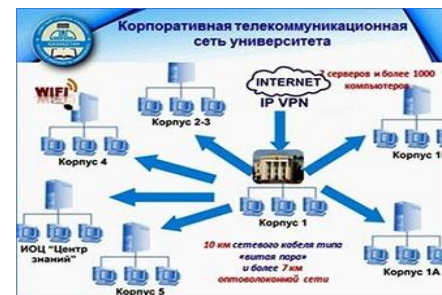 Корпоративная телекоммуникационная
сеть университета
INTERNET
IP VPN
7 серверов и более 1000
компьютеров
WIFI
Корпус 2-3
Корпус 4
Корпус 1
ИОЦ "Центр
знаний"
Корпус 5
Корпус 1А
10 км сетевого кабеля типа
«витая пара»
и более 7 км
оптоволоконной сети